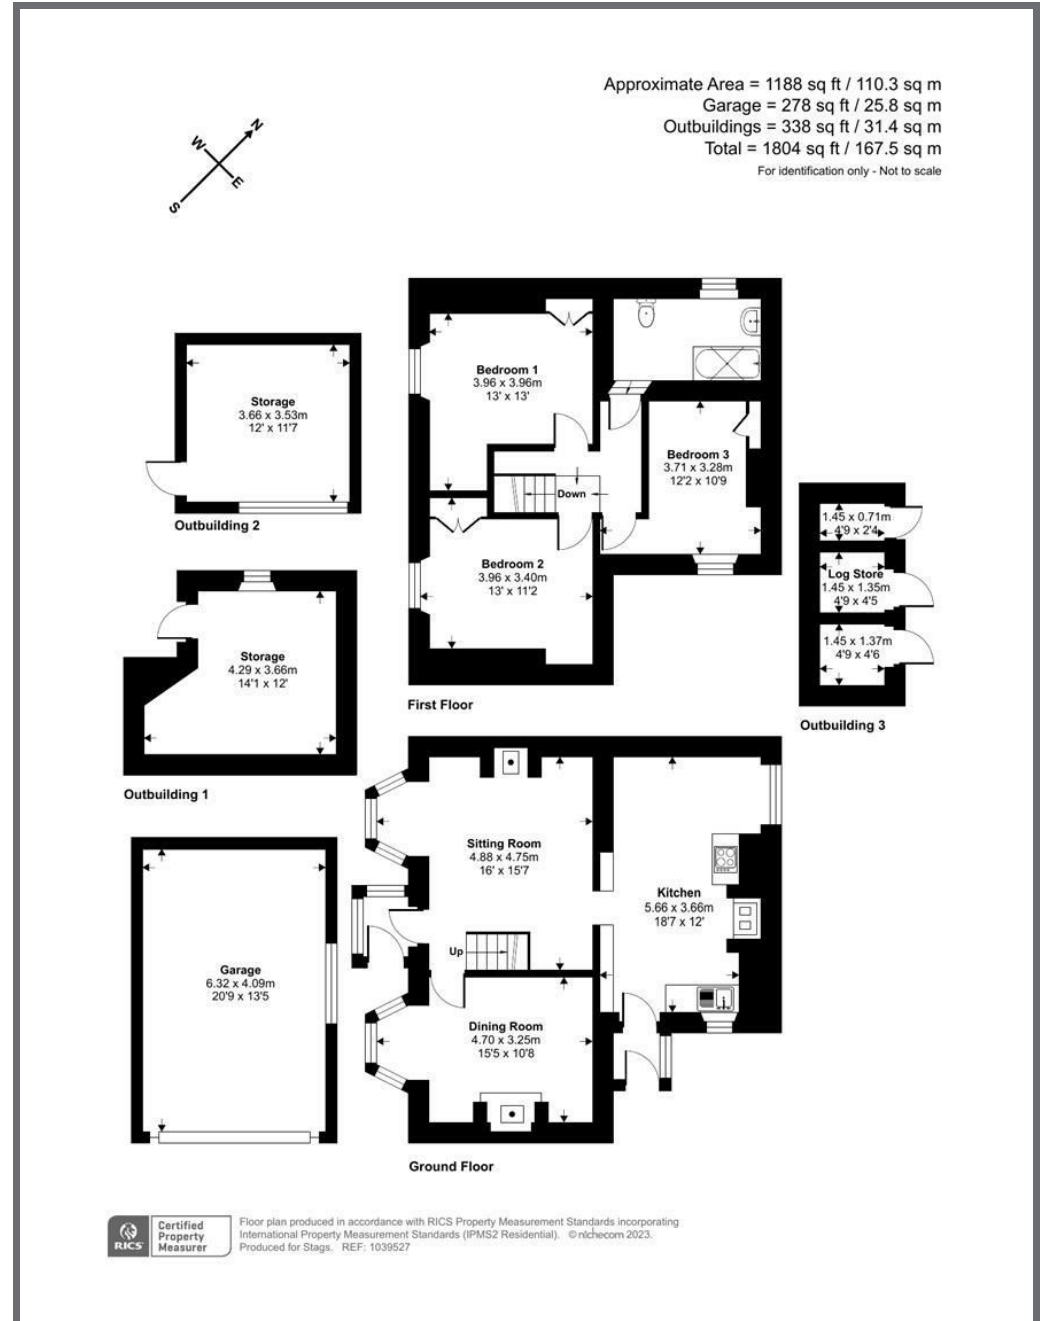 Approximate Area = 1188 sq ft / 110.3 sq m
Garage = 278 sq ft / 25.8 sq m
Outbuildings = 338 sq ft / 31.4 sq m
Total = 1804 sq ft / 167.5 sq m
For identification only - Not to scale
N
W
E
S
Bedroom 1
3.96 x 3.96m
13' x 13'
Storage
3.66 x 3.53m
12' x 11'7
Outbuilding 2
Bedroom 3
3.71 x 3.28m
12'2 x 10'9
Down
Bedroom 2
3.96 x 3.40m
13' x 11'2
First Floor
1.45 x 0.71m
4'9 x 2'4
Log Store
1.45 x 1.35m
4'9 x 4'5
1.45 x 1.37m
4'9 x 4'6
Outbuilding 3
Storage
4.29 x 3.66m
14'1 x 12'
Outbuilding 1
Sitting Room
4.88 x 4.75m
16' x 15'7
Kitchen
5.66 x 3.66m
18'7 x 12'
Up
Garage
6.32 x 4.09m
20'9 x 13'5
Dining Room
4.70 x 3.25m
15'5 x 10'8
Ground Floor
RICS
Certified
Property
Measurer
Floor plan produced in accordance with RICS Property Measurement Standards incorporating
International Property Measurement Standards (IPMS2 Residential). © nlchecom 2023.
Produced for Stags. REF: 1039527